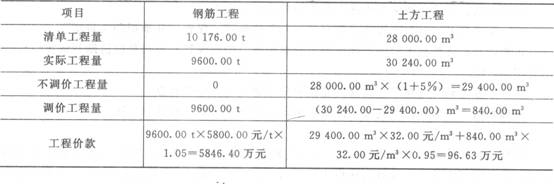 项目 钢筋工程 土方工程
清单工程量 10 176.00 t 28 000.00 m³
实际工程量 9600.00 t 30 240.00 m³
不调价工程量 0 28 000.00 m³×(1+5%)=29 400.00 m³
调价工程量 9600.00 t (30 240.00-29 400.00) m³=840.00 m³
工程价款 9600.00 t×5800.00 元/t× 29 400.00 m³×32.00 元/m³+840.00 m³×
1.05=5846.40 万元 32.00 元/m³×0.95=96.63 万元